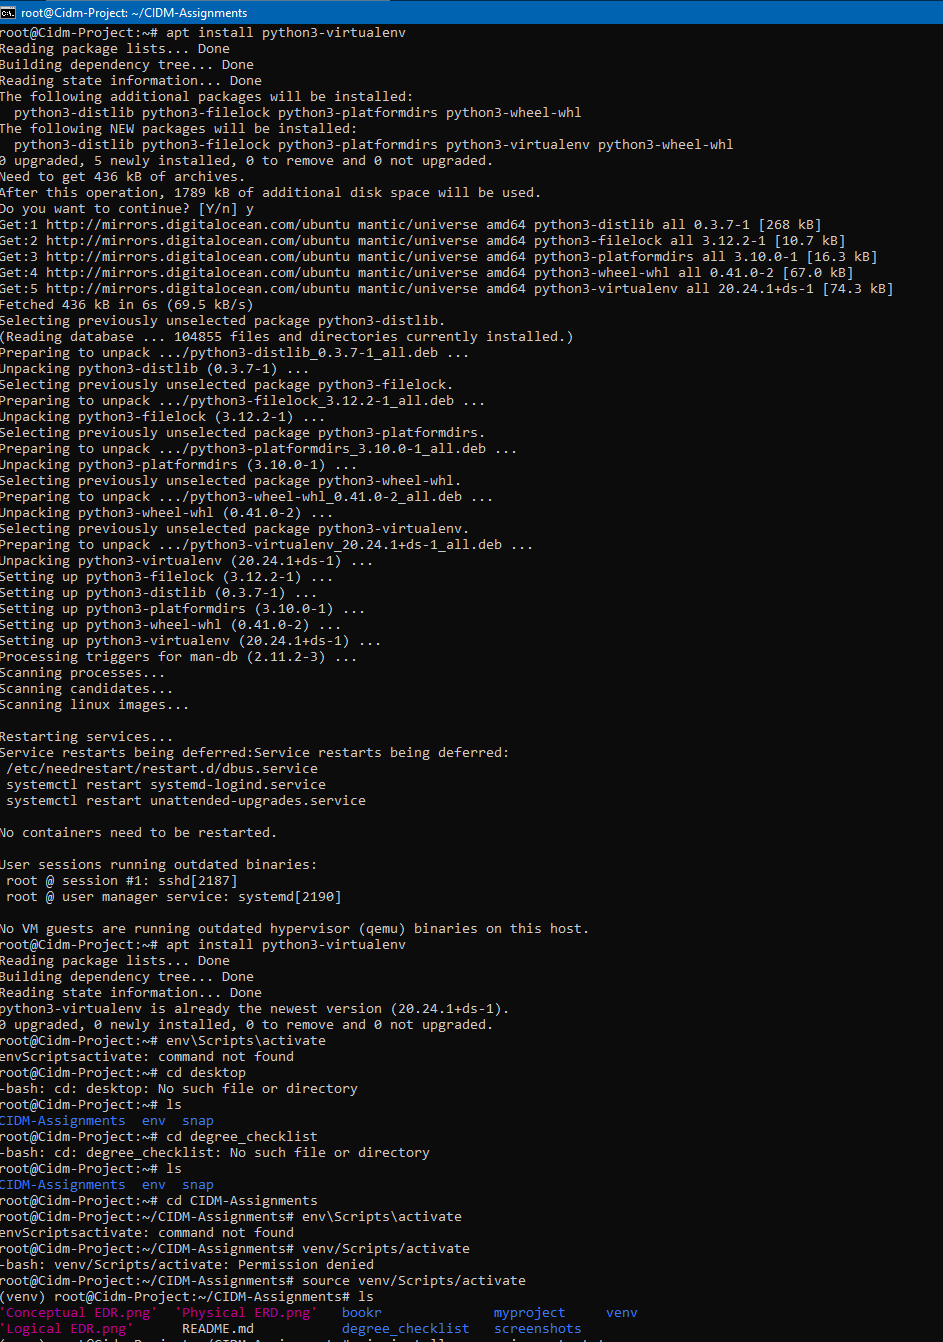 root@Cidm-Project: ~/CIDM-Assignments
root@Cidm-Project:~# apt install python3-virtualenv
Reading package lists... Done
Building dependency tree... Done
Reading state information... Done
The following additional packages will be installed:
  python3-distlib python3-filelock python3-platformdirs python3-wheel-whl
The following NEW packages will be installed:
  python3-distlib python3-filelock python3-platformdirs python3-virtualenv python3-wheel-whl
0 upgraded, 5 newly installed, 0 to remove and 0 not upgraded.
Need to get 436 kB of archives.
After this operation, 1789 kB of additional disk space will be used.
Do you want to continue? [Y/n] y
Get:1 http://mirrors.digitalocean.com/ubuntu mantic/universe amd64 python3-distlib all 0.3.7-1 [268 kB]
Get:2 http://mirrors.digitalocean.com/ubuntu mantic/universe amd64 python3-filelock all 3.12.2-1 [10.7 kB]
Get:3 http://mirrors.digitalocean.com/ubuntu mantic/universe amd64 python3-platformdirs all 3.10.0-1 [16.3 kB]
Get:4 http://mirrors.digitalocean.com/ubuntu mantic/universe amd64 python3-wheel-whl all 0.41.0-2 [67.0 kB]
Get:5 http://mirrors.digitalocean.com/ubuntu mantic/universe amd64 python3-virtualenv all 20.24.1+ds-1 [74.3 kB]
Fetched 436 kB in 6s (69.5 kB/s)
Selecting previously unselected package python3-distlib.
(Reading database ... 104855 files and directories currently installed.)
Preparing to unpack .../python3-distlib_0.3.7-1_all.deb ...
Unpacking python3-distlib (0.3.7-1) ...
Selecting previously unselected package python3-filelock.
Preparing to unpack .../python3-filelock_3.12.2-1_all.deb ...
Unpacking python3-filelock (3.12.2-1) ...
Selecting previously unselected package python3-platformdirs.
Preparing to unpack .../python3-platformdirs_3.10.0-1_all.deb ...
Unpacking python3-platformdirs (3.10.0-1) ...
Selecting previously unselected package python3-wheel-whl.
Preparing to unpack .../python3-wheel-whl_0.41.0-2_all.deb ...
Unpacking python3-wheel-whl (0.41.0-2) ...
Selecting previously unselected package python3-virtualenv.
Preparing to unpack .../python3-virtualenv_20.24.1+ds-1_all.deb ...
Unpacking python3-virtualenv (20.24.1+ds-1) ...
Setting up python3-filelock (3.12.2-1) ...
Setting up python3-distlib (0.3.7-1) ...
Setting up python3-platformdirs (3.10.0-1) ...
Setting up python3-wheel-whl (0.41.0-2) ...
Setting up python3-virtualenv (20.24.1+ds-1) ...
Processing triggers for man-db (2.11.2-3) ...
Scanning processes...
Scanning candidates...
Scanning linux images...
Restarting services...
Service restarts being deferred:Service restarts being deferred:
 /etc/needrestart/restart.d/dbus.service
 systemctl restart systemd-logind.service
 systemctl restart unattended-upgrades.service
No containers need to be restarted.
User sessions running outdated binaries:
 root @ session #1: sshd[2187]
 root @ user manager service: systemd[2190]
No VM guests are running outdated hypervisor (qemu) binaries on this host.
root@Cidm-Project:~# apt install python3-virtualenv
Reading package lists... Done
Building dependency tree... Done
Reading state information... Done
python3-virtualenv is already the newest version (20.24.1+ds-1).
0 upgraded, 0 newly installed, 0 to remove and 0 not upgraded.
root@Cidm-Project:~# env\Scripts\activate
envScriptsactivate: command not found
root@Cidm-Project:~# cd desktop
-bash: cd: desktop: No such file or directory
root@Cidm-Project:~# ls
CIDM-Assignments  env  snap
root@Cidm-Project:~# cd degree_checklist
-bash: cd: degree_checklist: No such file or directory
root@Cidm-Project:~# ls
CIDM-Assignments  env  snap
root@Cidm-Project:~# cd CIDM-Assignments
root@Cidm-Project:~/CIDM-Assignments# env\Scripts\activate
envScriptsactivate: command not found
root@Cidm-Project:~/CIDM-Assignments# venv/Scripts/activate
-bash: venv/Scripts/activate: Permission denied
root@Cidm-Project:~/CIDM-Assignments# source venv/Scripts/activate
(venv) root@Cidm-Project:~/CIDM-Assignments# ls
'Conceptual EDR.png'  'Physical ERD.png'   bookr              myproject     venv
'Logical EDR.png'      README.md           degree_checklist   screenshots